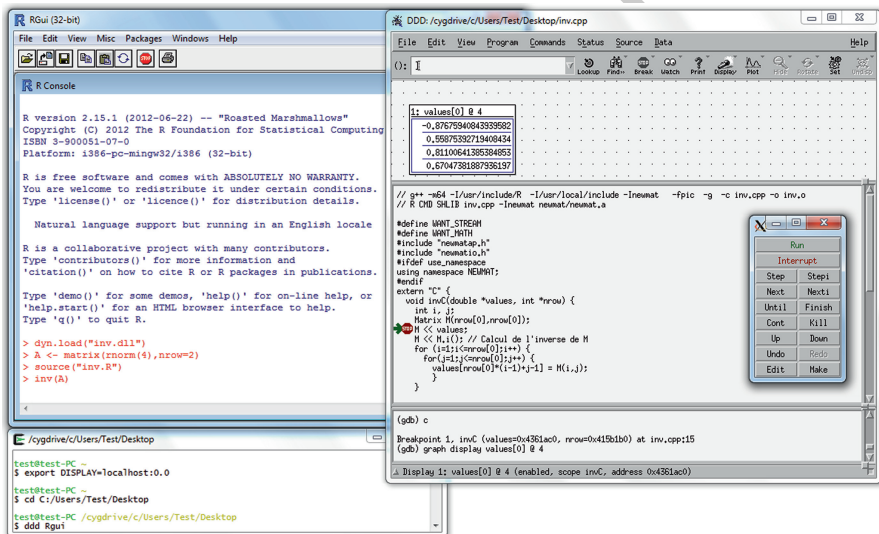 RGui (32-bit)
File Edit View Misc Packages Windows Help
R Console
R version 2.15.1 (2012-06-22) -- "Roasted Marshmallows"
Copyright (C) 2012 The R Foundation for Statistical Computing
ISBN 3-900051-07-0
Platform: i386-pc-mingw32/i386 (32-bit)
R is free software and comes with ABSOLUTELY NO WARRANTY.
You are welcome to redistribute it under certain conditions.
Type 'license()' or 'licence()' for distribution details.
Natural language support but running in an English locale
R is a collaborative project with many contributors.
Type 'contributors()' for more information and
'citation()' on how to cite R or R packages in publications.
Type 'demo()' for some demos, 'help()' for on-line help, or
'help.start()' for an HTML browser interface to help.
Type 'q()' to quit R.
> dyn.load("inv.dll")
> A <- matrix(rnorm(4),nrow=2)
> source("inv.R")
> inv(A)
/cygdrive/c/Users/Test/Desktop
test@test-PC ~
$ export DISPLAY=localhost:0.0
test@test-PC ~
$ cd C:/Users/Test/Desktop
test@test-PC /cygdrive/c/Users/Test/Desktop
$ ddd Rgui
DDD: /cygdrive/c/Users/Test/Desktop/inv.cpp
File Edit View Program Commands Status Source Data Help
():
Lookup Find» Break Watch Print Display Plot Hide Rotate Set Undisp
1: values[0] @ 4
-0.87675940843939582
0.55875392719408434
0.81100641385384853
0.67047381887936197
// g++ -m64 -I/usr/include/R -I/usr/local/include -Inewmat -fpic -g -c inv.cpp -o inv.o
// R CMD SHLIB inv.cpp -Inewmat newmat/newmat.a
#define WANT_STREAM
#define WANT_MATH
#include "newmatap.h"
#include "newmatio.h"
#ifdef use_namespace
using namespace NEWMAT;
#endif
extern "C" {
void invC(double *values, int *nrow) {
int i, j;
Matrix M(nrow[0],nrow[0]);
STOP M << values;
M << M.i(); // Calcul de l'inverse de M
for (i=1;i<=nrow[0];i++) {
for(j=1;j<=nrow[0];j++) {
values[nrow[0]*(i-1)+j-1] = M(i,j);
}
}
Run
Interrupt
Step Stepi
Next Nexti
Until Finish
Cont Kill
Up Down
Undo Redo
Edit Make
(gdb) c
Breakpoint 1, invC (values=0x4361ac0, nrow=0x415b1b0) at inv.cpp:15
(gdb) graph display values[0] @ 4
Display 1: values[0] @ 4 (enabled, scope invC, address 0x4361ac0)